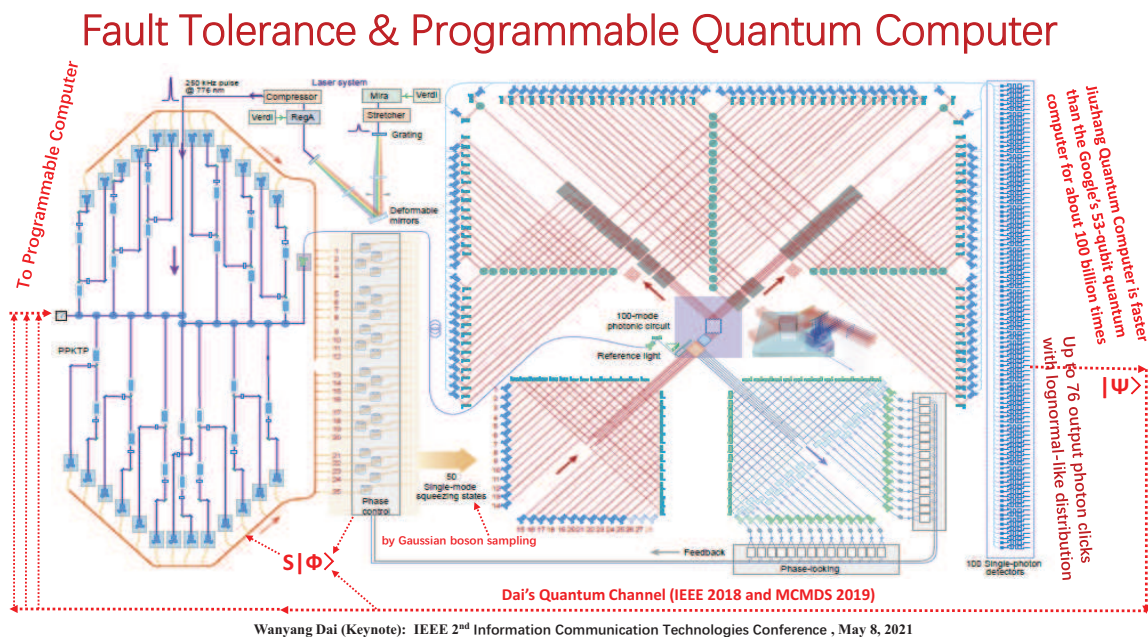 Fault Tolerance & Programmable Quantum Computer
To Programmable Computer
250 kHz pulse
@ 776 nm
Laser system
Compressor
Verdi
RegA
Mira
Verdi
Stretcher
Grating
Deformable
mirrors
PPKTP
Phase
control
50
Single-mode
squeezing states
by Gaussian boson sampling
S|Φ⟩
100-mode
photonic circuit
Reference light
Feedback
Phase-locking
100 Single-photon
detectors
Jiuzhang Quantum Computer is faster
than the Google's 53-qubit quantum
computer for about 100 billion times
Up to 76 output photon clicks
with lognormal-like distribution
|Ψ⟩
Dai's Quantum Channel (IEEE 2018 and MCMDS 2019)
Wanyang Dai (Keynote): IEEE 2nd Information Communication Technologies Conference , May 8, 2021